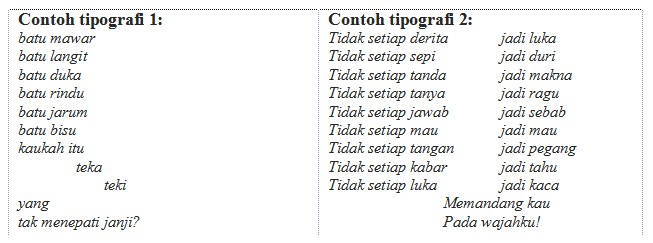 Contoh tipografi 1:
batu mawar
batu langit
batu duka
batu rindu
batu jarum
batu bisu
kaukah itu
teka
teki
yang
tak menepati janji?
Contoh tipografi 2:
Tidak setiap derita jadi luka
Tidak setiap sepi jadi duri
Tidak setiap tanda jadi makna
Tidak setiap tanya jadi ragu
Tidak setiap jawab jadi sebab
Tidak setiap mau jadi mau
Tidak setiap tangan jadi pegang
Tidak setiap kabar jadi tahu
Tidak setiap luka jadi kaca
Memandang kau
Pada wajahku!